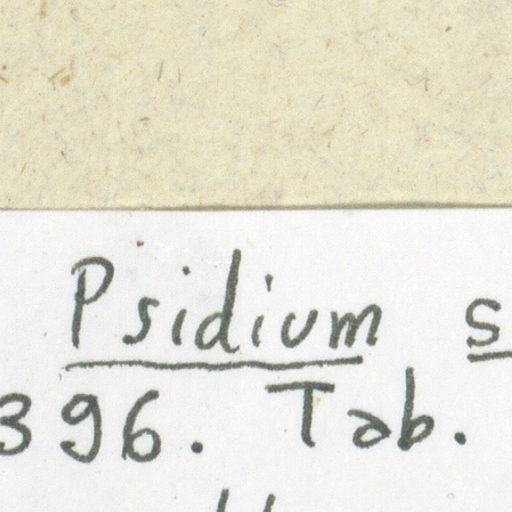 Psidium s
396. Tab.